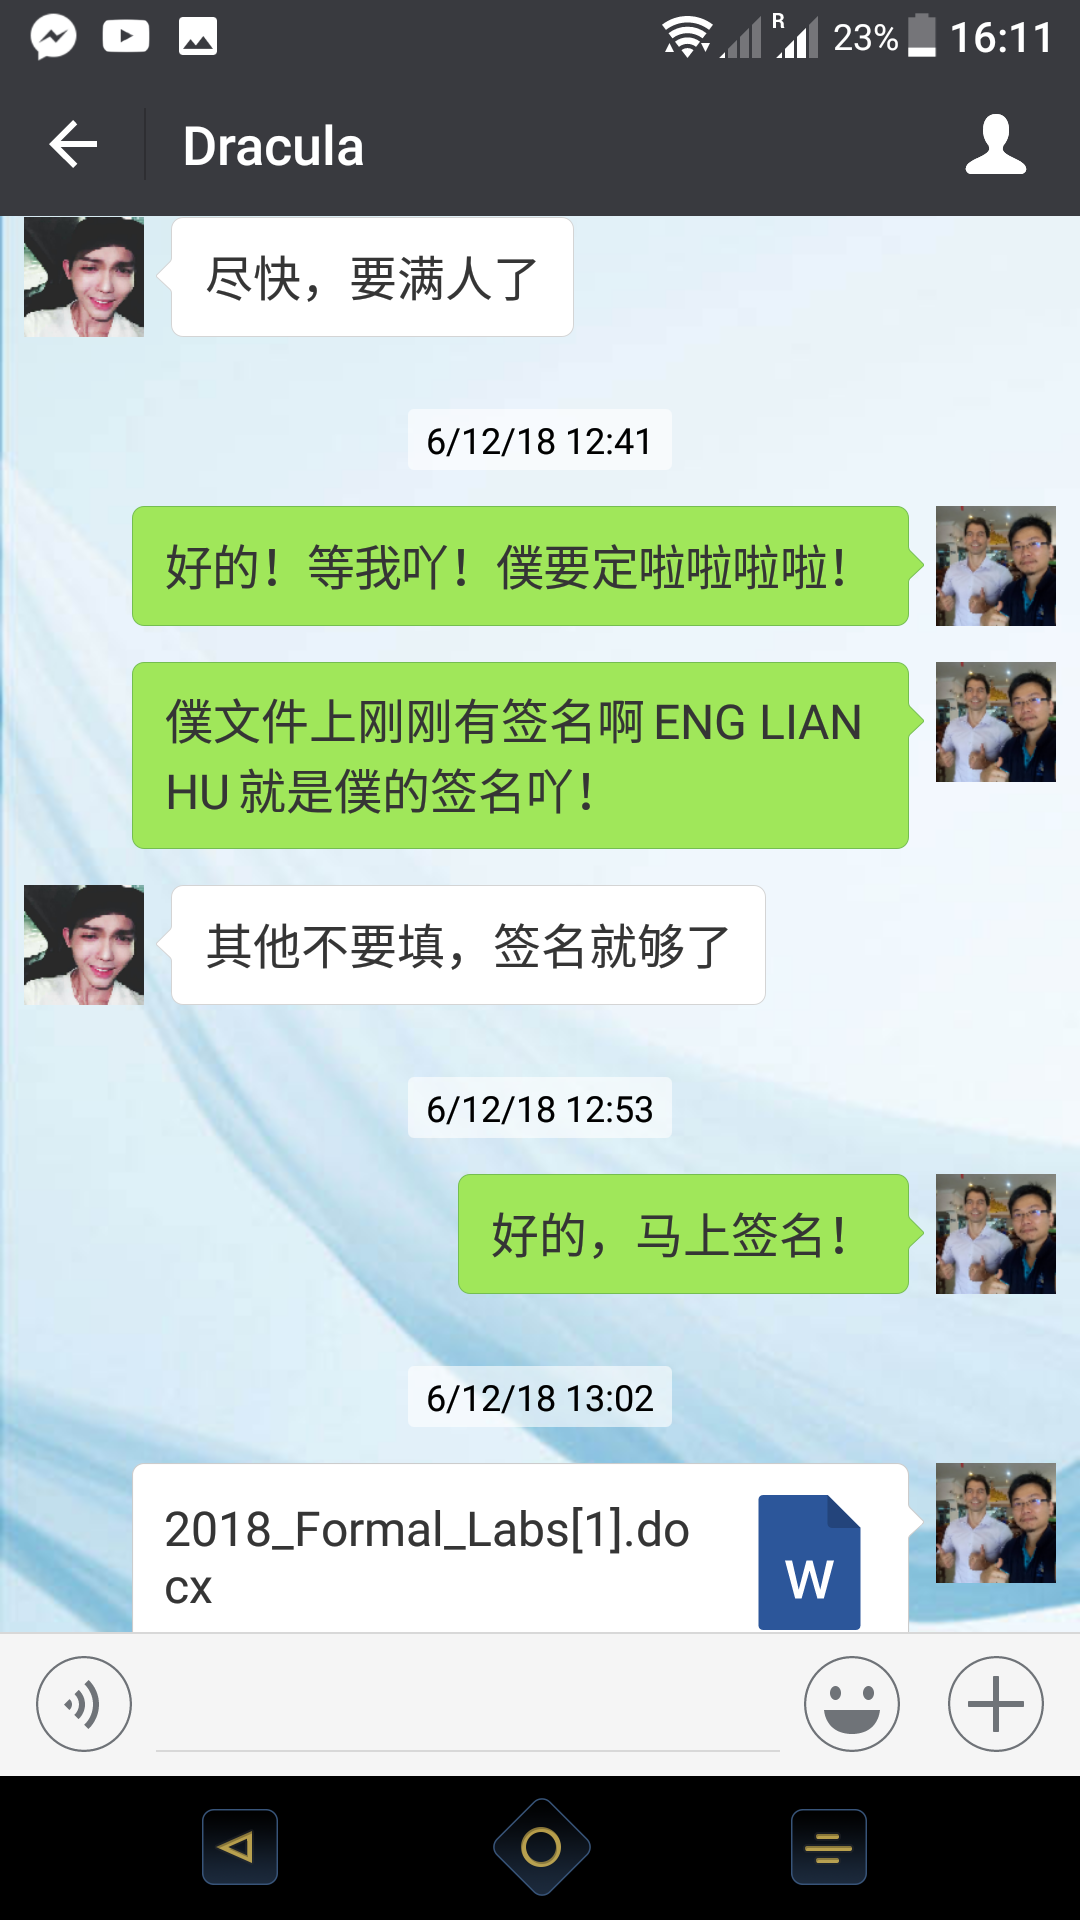 R 23% 16:11
Dracula
尽快，要满人了
6/12/18 12:41
好的！等我吖！僕要定啦啦啦啦！
僕文件上刚刚有签名啊 ENG LIAN
HU 就是僕的签名吖！
其他不要填，签名就够了
6/12/18 12:53
好的，马上签名！
6/12/18 13:02
2018_Formal_Labs[1].do
cx
W